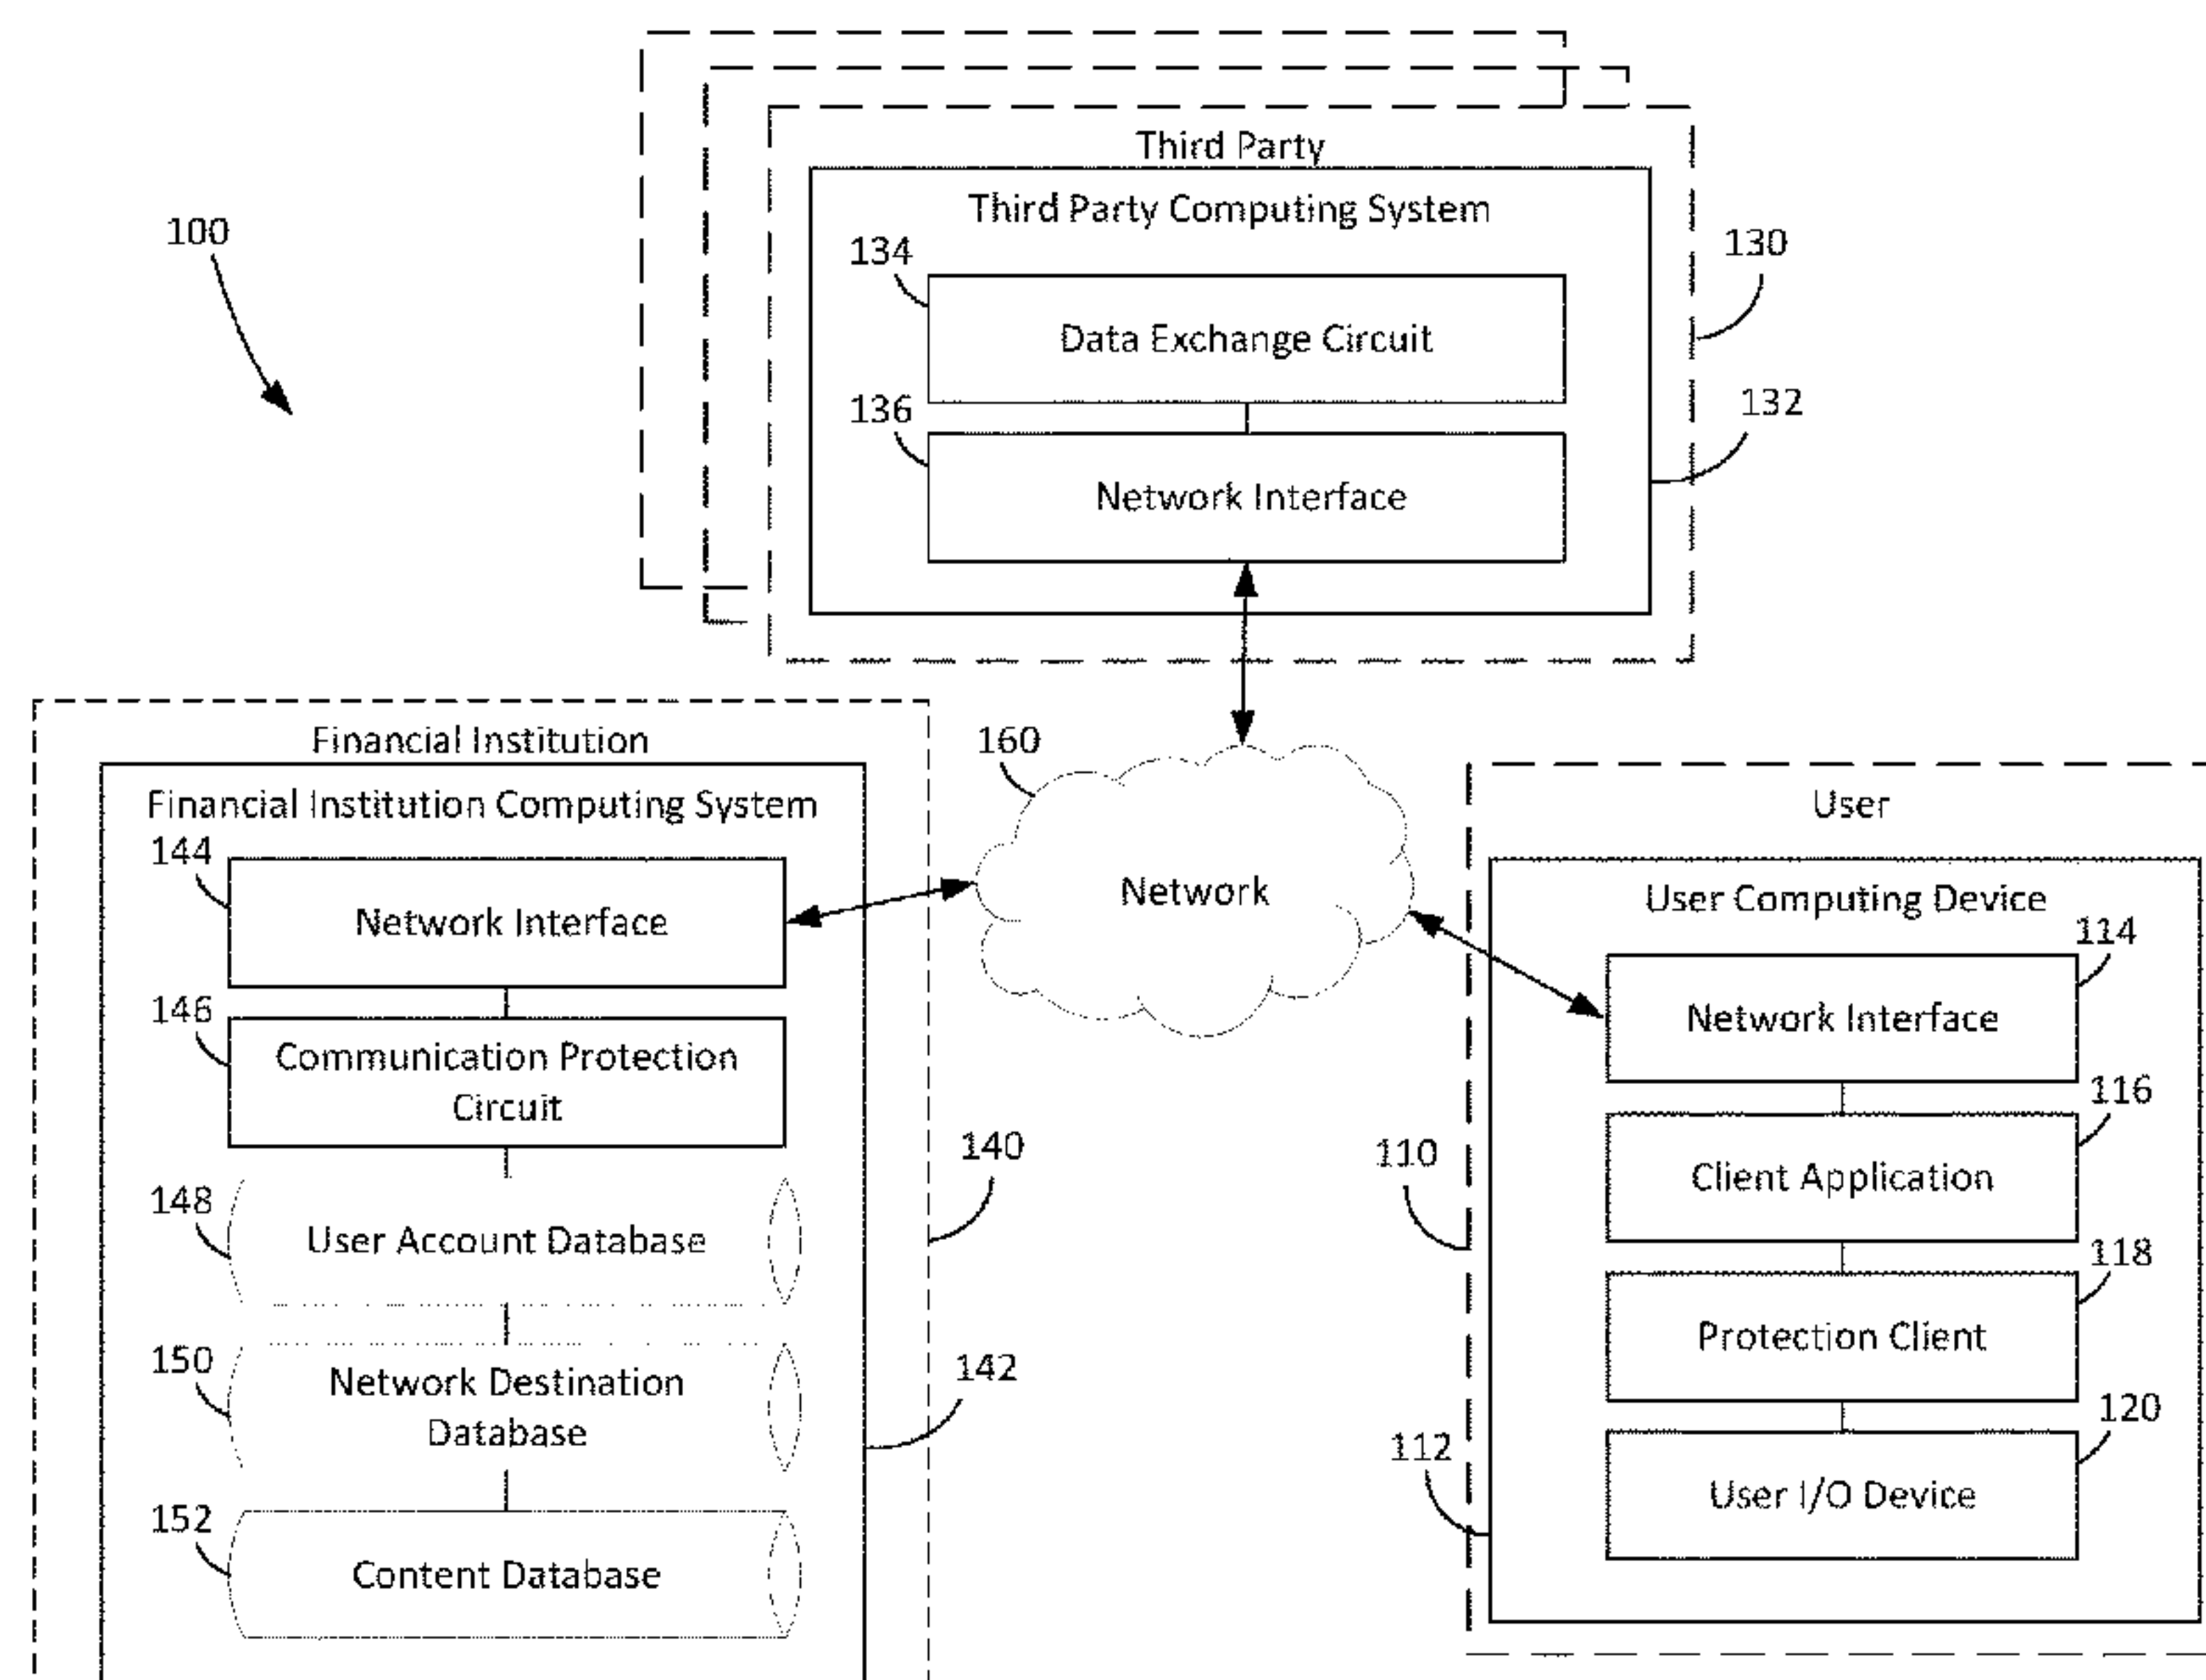 100
Third Party
Third Party Computing System
134
Data Exchange Circuit
136
Network Interface
130
132
Financial Institution
Financial Institution Computing System
144
Network Interface
146
Communication Protection
Circuit
148
User Account Database
150
Network Destination
Database
152
Content Database
140
142
160
Network
User
User Computing Device
114
Network Interface
116
Client Application
118
Protection Client
120
User I/O Device
110
112